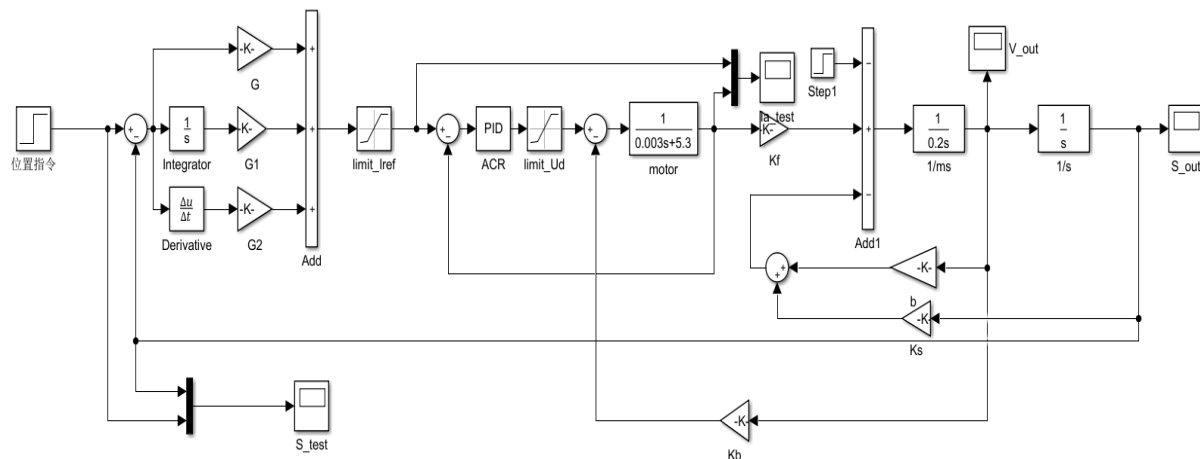 -K-
G
位置指令
1
s
Integrator
-K-
G1
Δu
Δt
Derivative
-K-
G2
Add
limit_Iref
PID
ACR
limit_Ud
1
0.003s+5.3
motor
Ia_test
K-
Kf
Step1
Add1
1
0.2s
1/ms
V_out
1
s
1/s
S_out
-K-
b
-K-
Ks
-K-
Kb
S_test